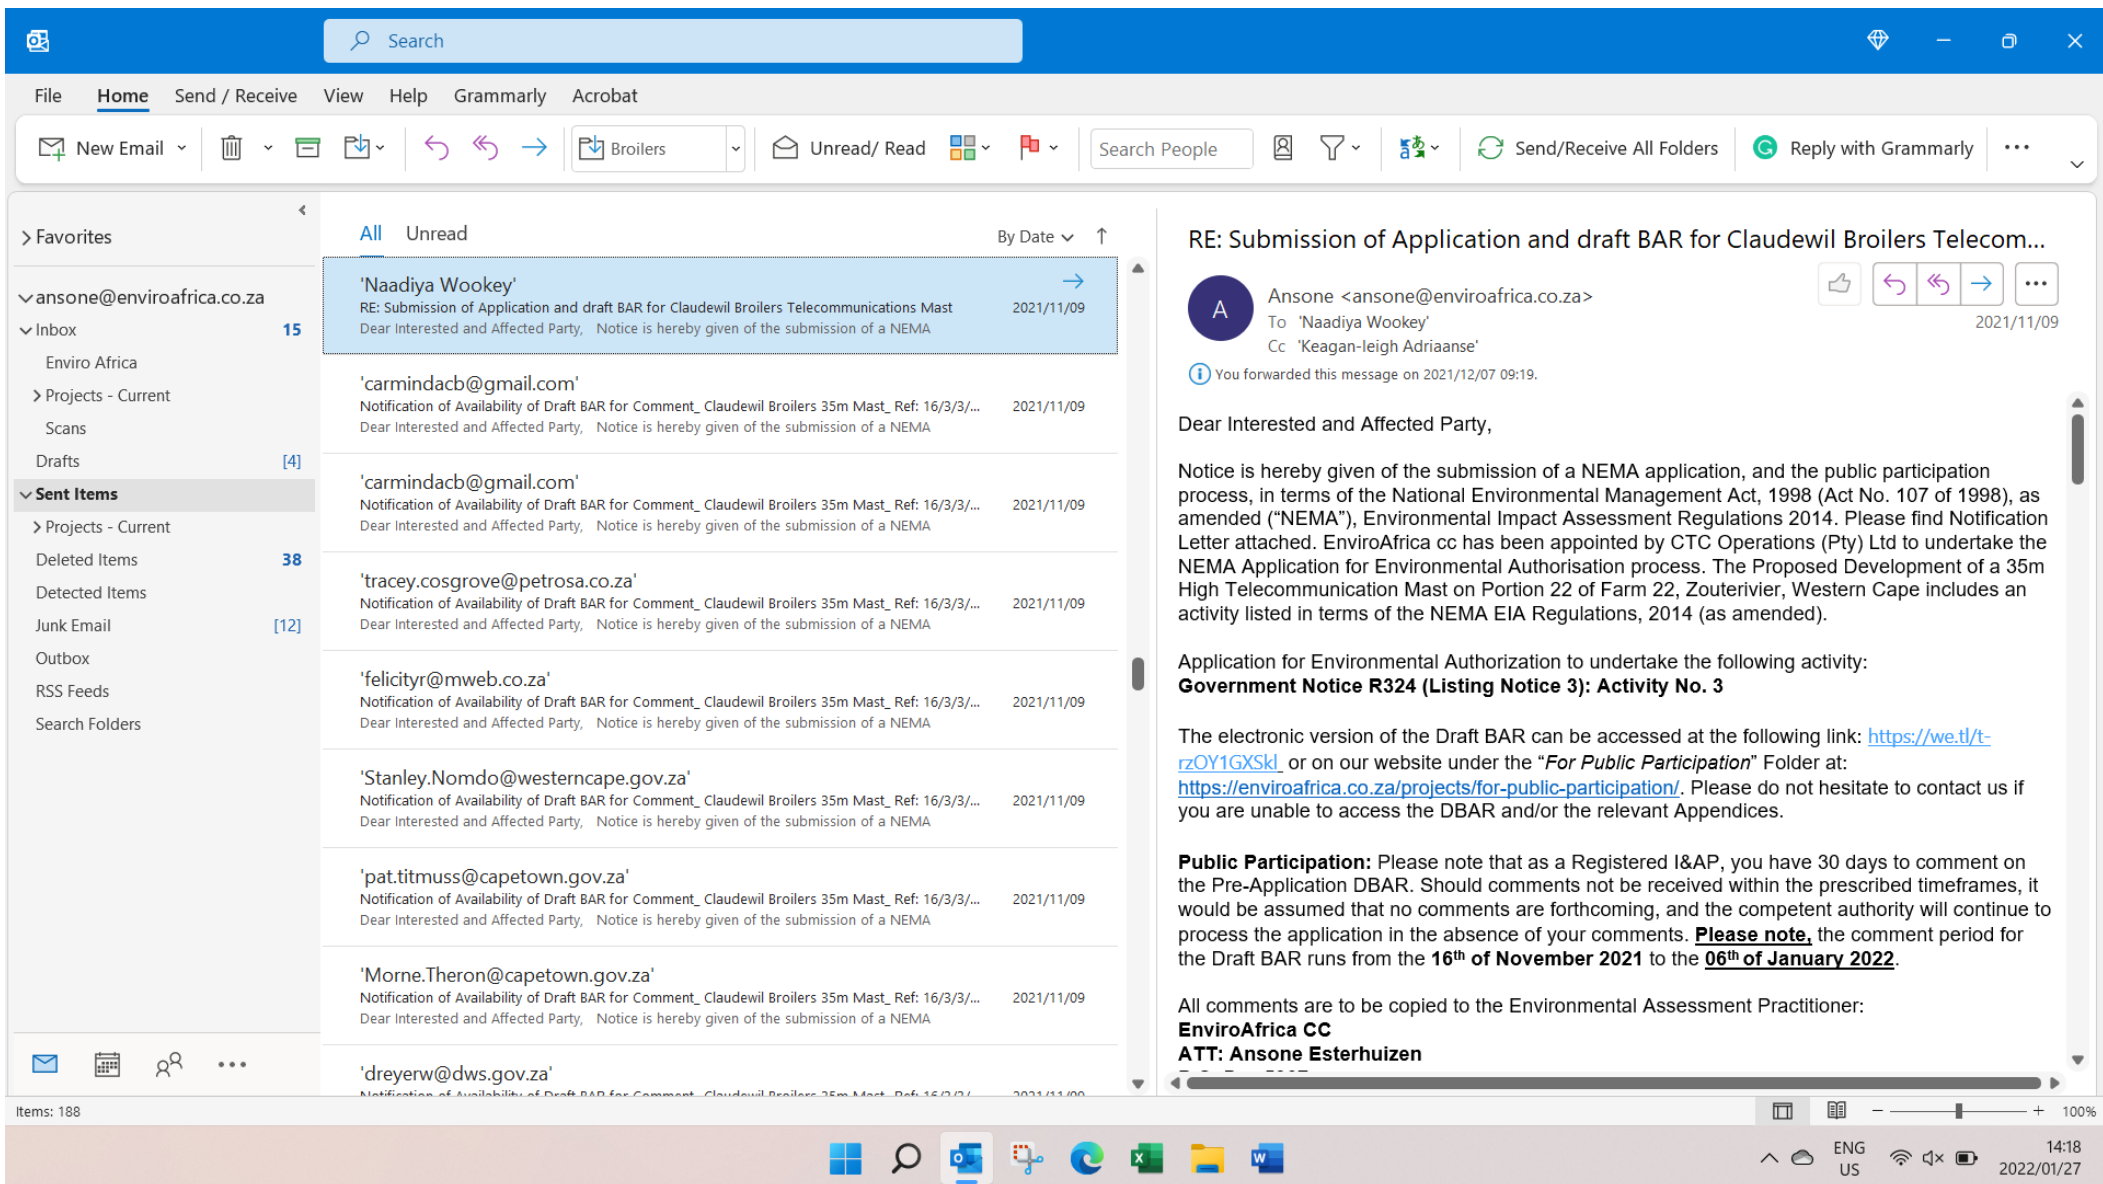 Search
File Home Send / Receive View Help Grammarly Acrobat
New Email Broilers Unread/ Read Search People Send/Receive All Folders Reply with Grammarly
Favorites
ansone@enviroafrica.co.za
Inbox 15
Enviro Africa
Projects - Current
Scans
Drafts [4]
Sent Items
Projects - Current
Deleted Items 38
Detected Items
Junk Email [12]
Outbox
RSS Feeds
Search Folders
All Unread By Date
'Naadiya Wookey'
RE: Submission of Application and draft BAR for Claudewil Broilers Telecommunications Mast 2021/11/09
Dear Interested and Affected Party, Notice is hereby given of the submission of a NEMA
'carmindacb@gmail.com'
Notification of Availability of Draft BAR for Comment_ Claudewil Broilers 35m Mast_ Ref: 16/3/3/... 2021/11/09
Dear Interested and Affected Party, Notice is hereby given of the submission of a NEMA
'carmindacb@gmail.com'
Notification of Availability of Draft BAR for Comment_ Claudewil Broilers 35m Mast_ Ref: 16/3/3/... 2021/11/09
Dear Interested and Affected Party, Notice is hereby given of the submission of a NEMA
'tracey.cosgrove@petrosa.co.za'
Notification of Availability of Draft BAR for Comment_ Claudewil Broilers 35m Mast_ Ref: 16/3/3/... 2021/11/09
Dear Interested and Affected Party, Notice is hereby given of the submission of a NEMA
'felicityr@mweb.co.za'
Notification of Availability of Draft BAR for Comment_ Claudewil Broilers 35m Mast_ Ref: 16/3/3/... 2021/11/09
Dear Interested and Affected Party, Notice is hereby given of the submission of a NEMA
'Stanley.Nomdo@westerncape.gov.za'
Notification of Availability of Draft BAR for Comment_ Claudewil Broilers 35m Mast_ Ref: 16/3/3/... 2021/11/09
Dear Interested and Affected Party, Notice is hereby given of the submission of a NEMA
'pat.titmuss@capetown.gov.za'
Notification of Availability of Draft BAR for Comment_ Claudewil Broilers 35m Mast_ Ref: 16/3/3/... 2021/11/09
Dear Interested and Affected Party, Notice is hereby given of the submission of a NEMA
'Morne.Theron@capetown.gov.za'
Notification of Availability of Draft BAR for Comment_ Claudewil Broilers 35m Mast_ Ref: 16/3/3/... 2021/11/09
Dear Interested and Affected Party, Notice is hereby given of the submission of a NEMA
'dreyerw@dws.gov.za'
RE: Submission of Application and draft BAR for Claudewil Broilers Telecom...
A
Ansone <ansone@enviroafrica.co.za>
To 'Naadiya Wookey' 2021/11/09
Cc 'Keagan-leigh Adriaanse'
You forwarded this message on 2021/12/07 09:19.
Dear Interested and Affected Party,
Notice is hereby given of the submission of a NEMA application, and the public participation
process, in terms of the National Environmental Management Act, 1998 (Act No. 107 of 1998), as
amended (“NEMA”), Environmental Impact Assessment Regulations 2014. Please find Notification
Letter attached. EnviroAfrica cc has been appointed by CTC Operations (Pty) Ltd to undertake the
NEMA Application for Environmental Authorisation process. The Proposed Development of a 35m
High Telecommunication Mast on Portion 22 of Farm 22, Zouterivier, Western Cape includes an
activity listed in terms of the NEMA EIA Regulations, 2014 (as amended).
Application for Environmental Authorization to undertake the following activity:
Government Notice R324 (Listing Notice 3): Activity No. 3
The electronic version of the Draft BAR can be accessed at the following link: https://we.tl/t-
rzOY1GXSkl or on our website under the “For Public Participation” Folder at:
https://enviroafrica.co.za/projects/for-public-participation/. Please do not hesitate to contact us if
you are unable to access the DBAR and/or the relevant Appendices.
Public Participation: Please note that as a Registered I&AP, you have 30 days to comment on
the Pre-Application DBAR. Should comments not be received within the prescribed timeframes, it
would be assumed that no comments are forthcoming, and the competent authority will continue to
process the application in the absence of your comments. Please note, the comment period for
the Draft BAR runs from the 16th of November 2021 to the 06th of January 2022.
All comments are to be copied to the Environmental Assessment Practitioner:
EnviroAfrica CC
ATT: Ansone Esterhuizen
Items: 188 100%
ENG 14:18
US 2022/01/27